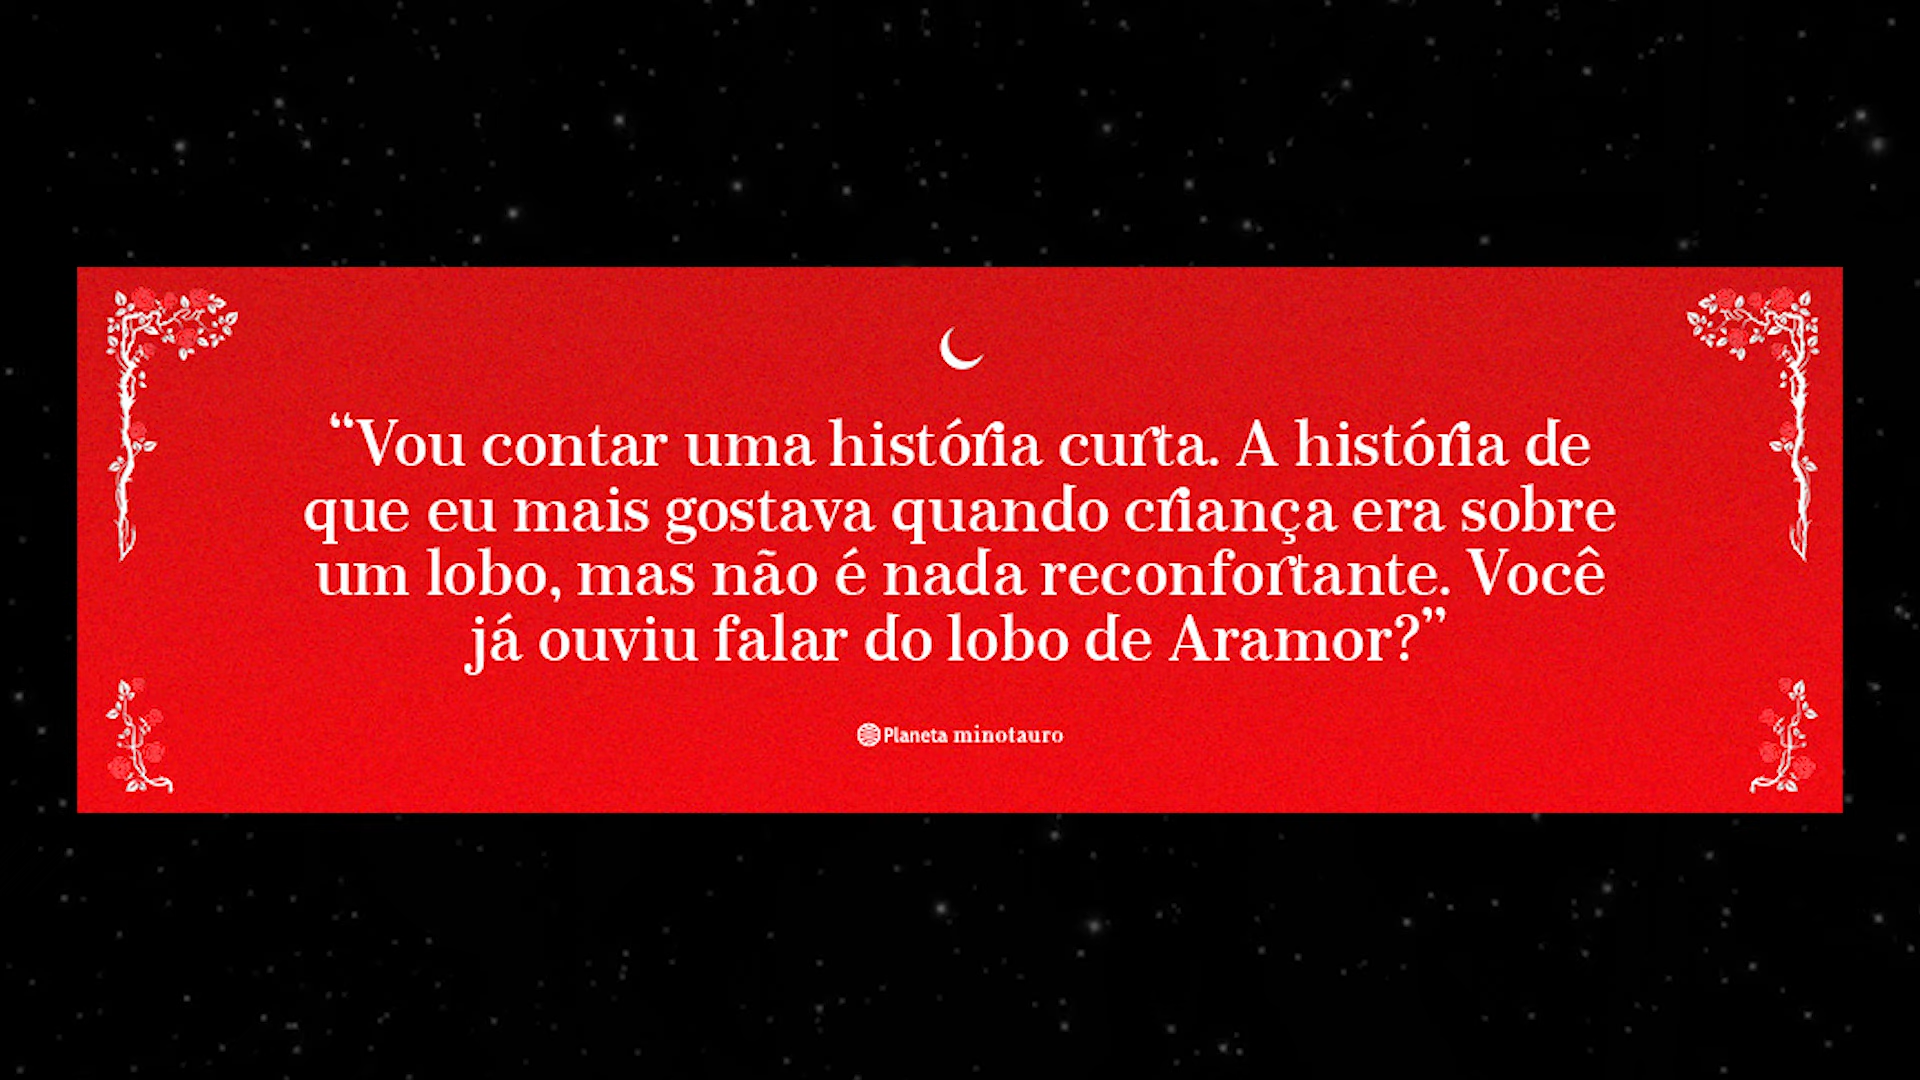 “Vou contar uma história curta. A história de
que eu mais gostava quando criança era sobre
um lobo, mas não é nada reconfortante. Você
já ouviu falar do lobo de Aramor?”
Planeta minotauro